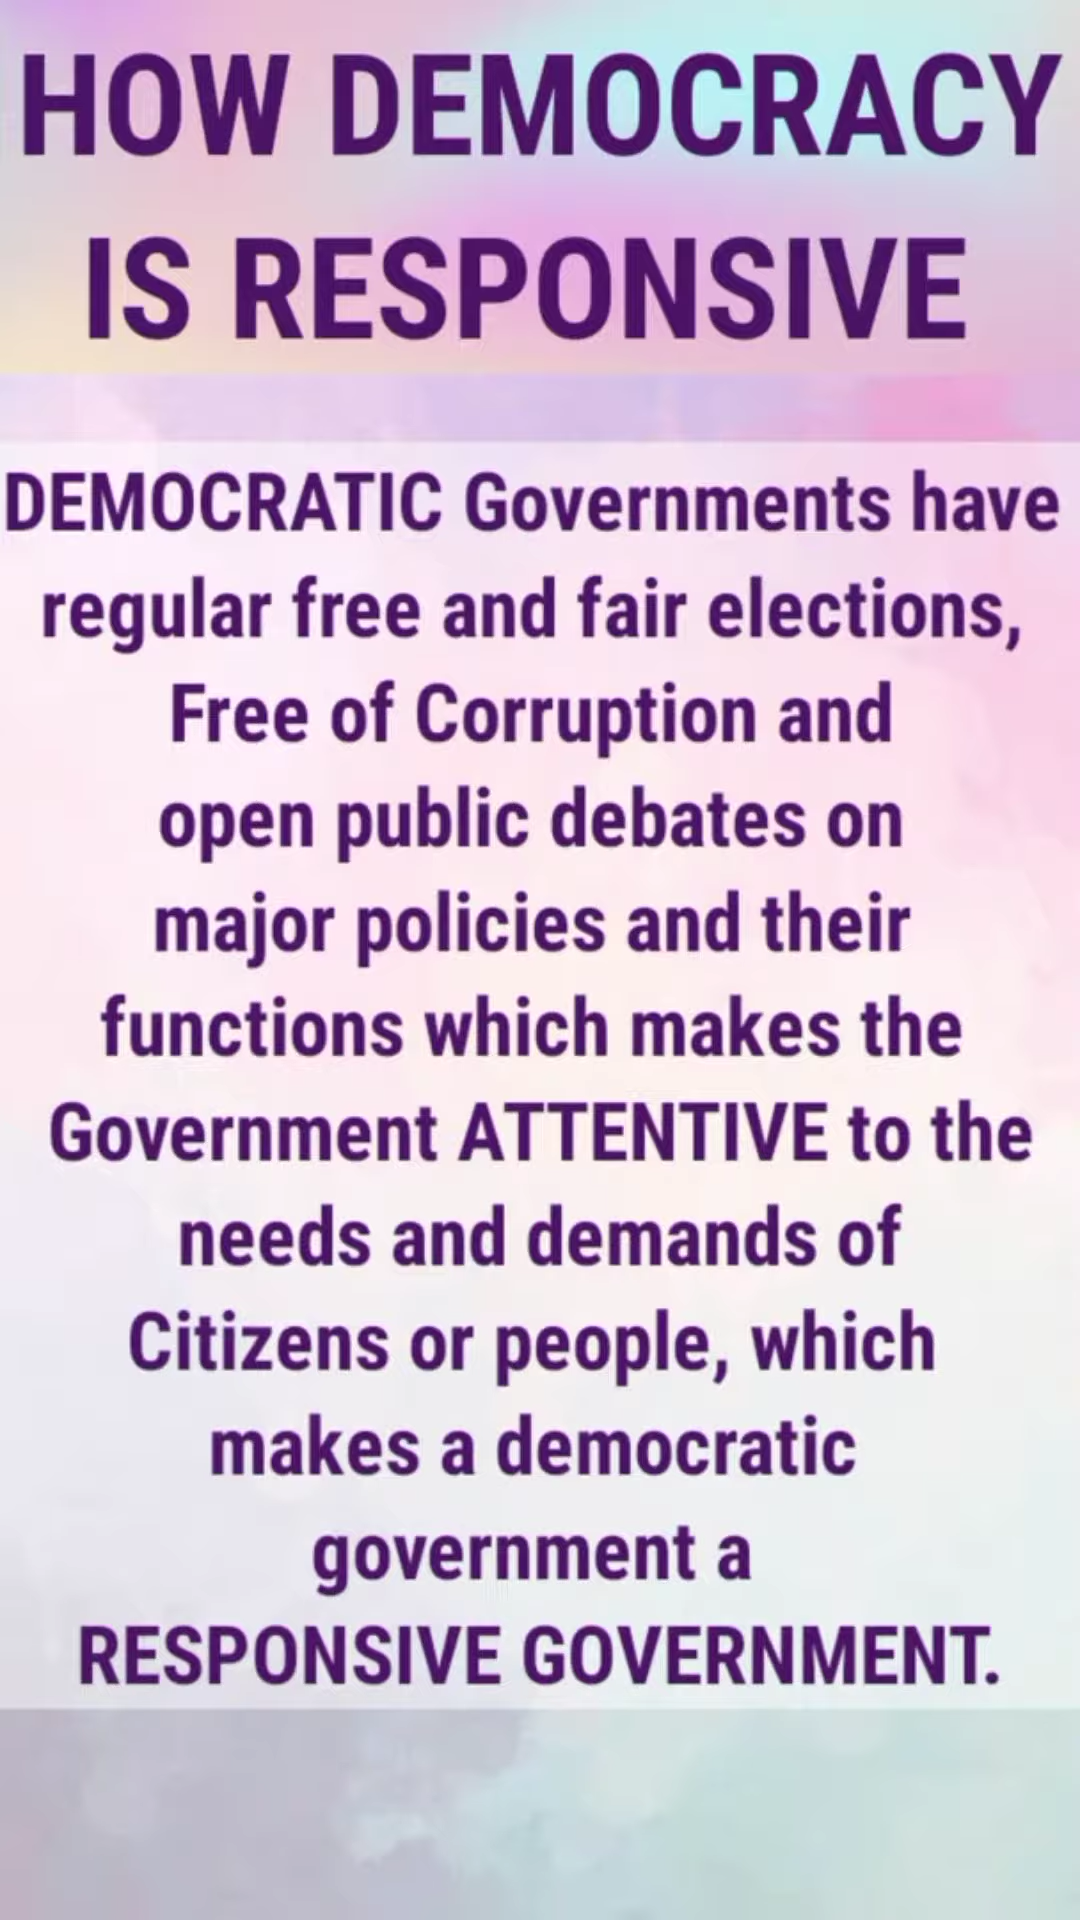 HOW DEMOCRACY
IS RESPONSIVE
DEMOCRATIC Governments have
regular free and fair elections,
Free of Corruption and
open public debates on
major policies and their
functions which makes the
Government ATTENTIVE to the
needs and demands of
Citizens or people, which
makes a democratic
government a
RESPONSIVE GOVERNMENT.